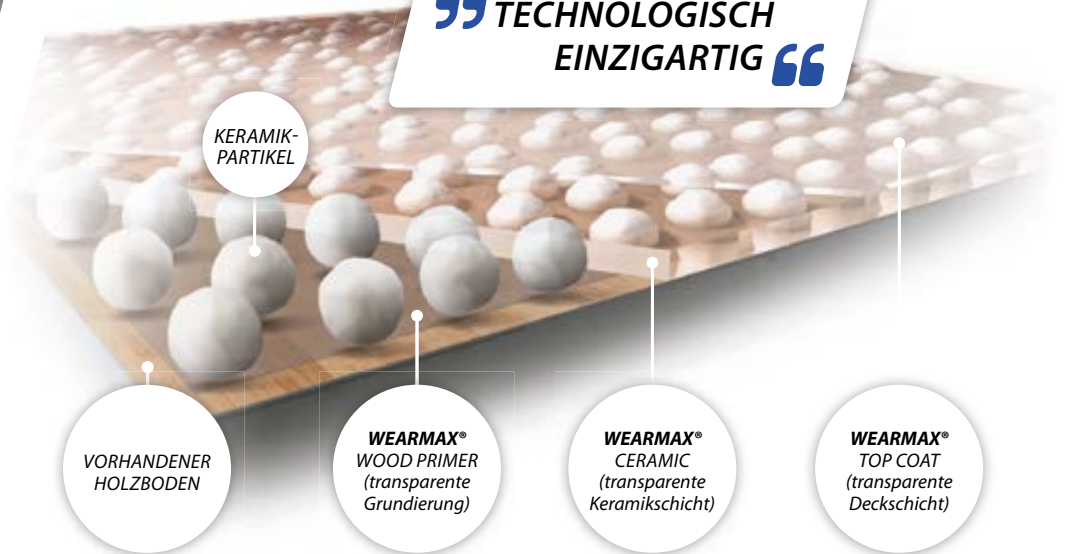 ” TECHNOLOGISCH
EINZIGARTIG “
KERAMIK-
PARTIKEL
VORHANDENER
HOLZBODEN
WEARMAX®
WOOD PRIMER
(transparente
Grundierung)
WEARMAX®
CERAMIC
(transparente
Keramikschicht)
WEARMAX®
TOP COAT
(transparente
Deckschicht)